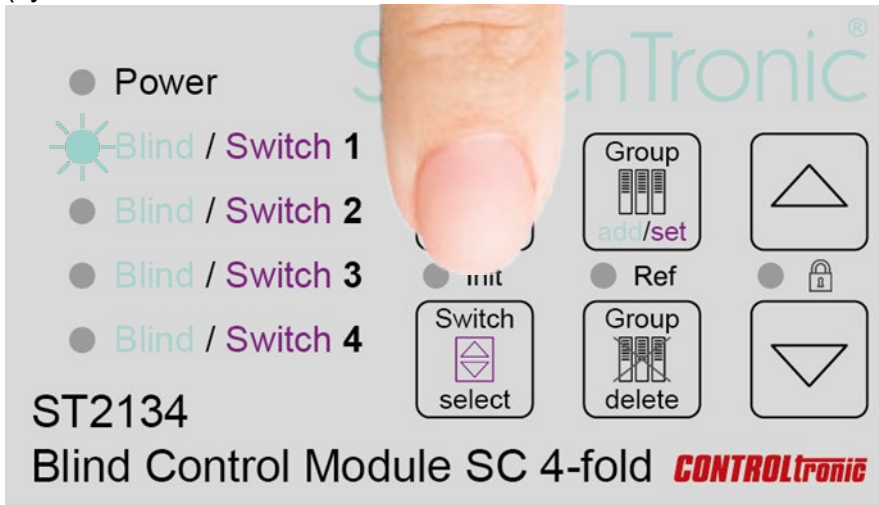 Power
Blind / Switch 1
Blind / Switch 2
Blind / Switch 3
Blind / Switch 4
Group
add/set
Init
Ref
Switch
select
Group
delete
ST2134
Blind Control Module SC 4-fold CONTROLtronic